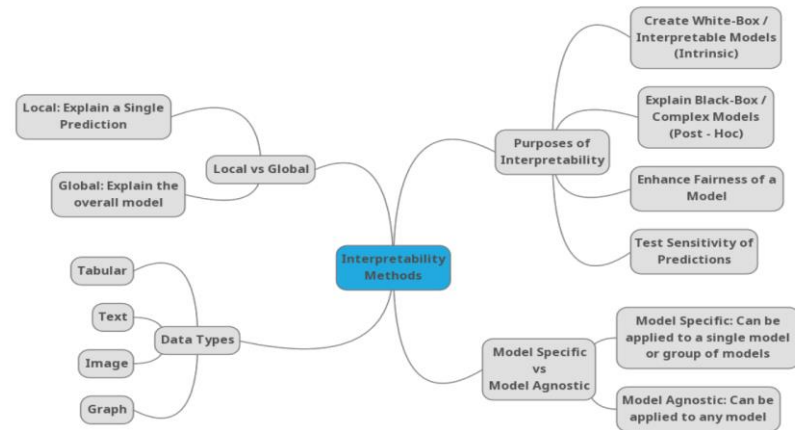 Interpretability
Methods
Local vs Global
Local: Explain a Single
Prediction
Global: Explain the
overall model
Data Types
Tabular
Text
Image
Graph
Purposes of
Interpretability
Create White-Box /
Interpretable Models
(Intrinsic)
Explain Black-Box /
Complex Models
(Post - Hoc)
Enhance Fairness of a
Model
Test Sensitivity of
Predictions
Model Specific
vs
Model Agnostic
Model Specific: Can be
applied to a single model
or group of models
Model Agnostic: Can be
applied to any model